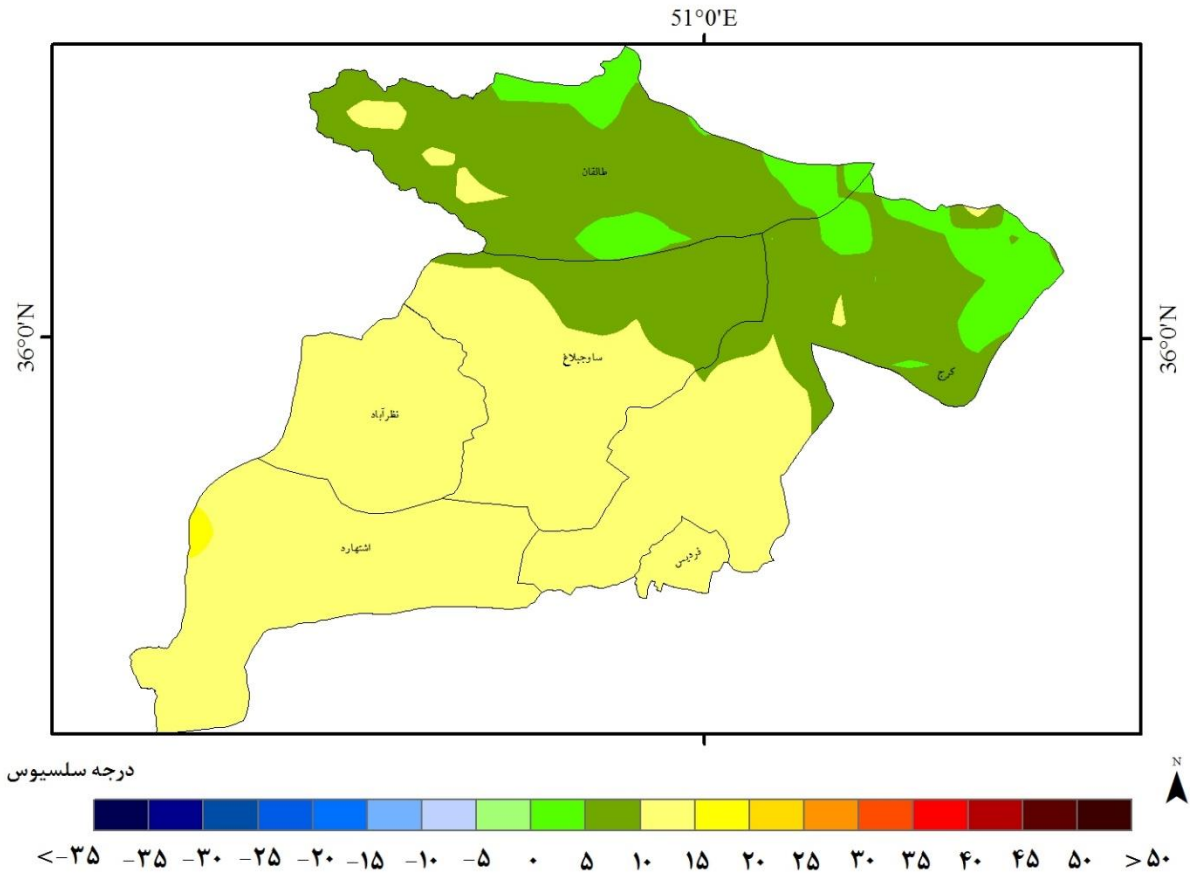 51°0'E
36°0'N
36°0'N
طالقان
ساوجبلاغ
کرج
نظرآباد
اشتهارد
فردیس
درجه سلسیوس
N
<-۳۵ -۳۵ -۳۰ -۲۵ -۲۰ -۱۵ -۱۰ -۵ ۰ ۵ ۱۰ ۱۵ ۲۰ ۲۵ ۳۰ ۳۵ ۴۰ ۴۵ ۵۰ >۵۰